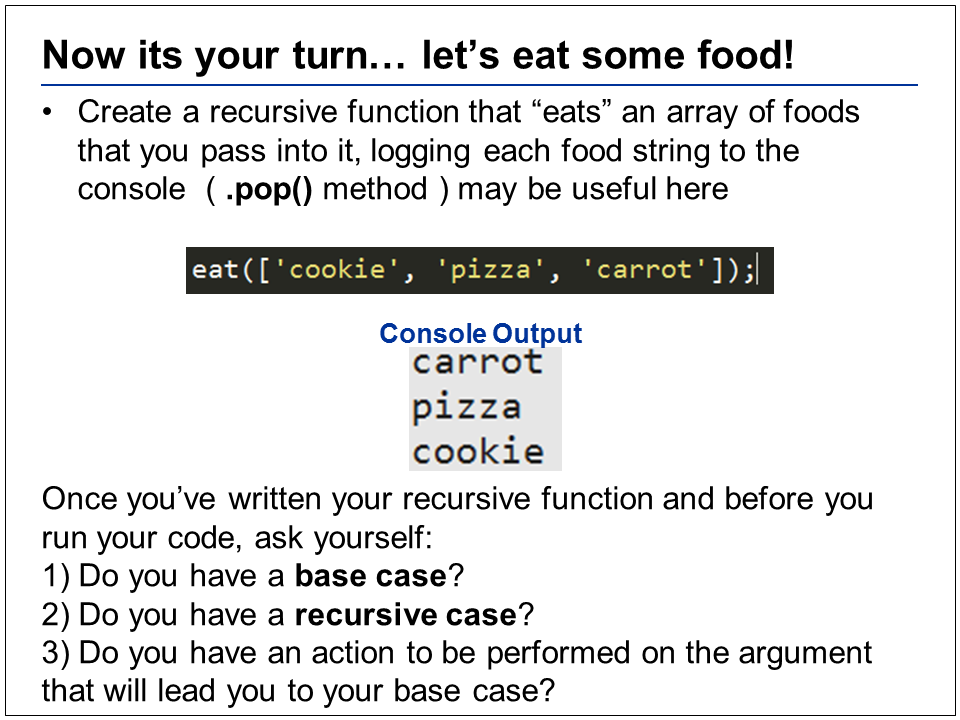 Now its your turn… let’s eat some food!
• Create a recursive function that “eats” an array of foods
that you pass into it, logging each food string to the
console ( .pop() method ) may be useful here
eat(['cookie', 'pizza', 'carrot']);
Console Output
carrot
pizza
cookie
Once you’ve written your recursive function and before you
run your code, ask yourself:
1) Do you have a base case?
2) Do you have a recursive case?
3) Do you have an action to be performed on the argument
that will lead you to your base case?